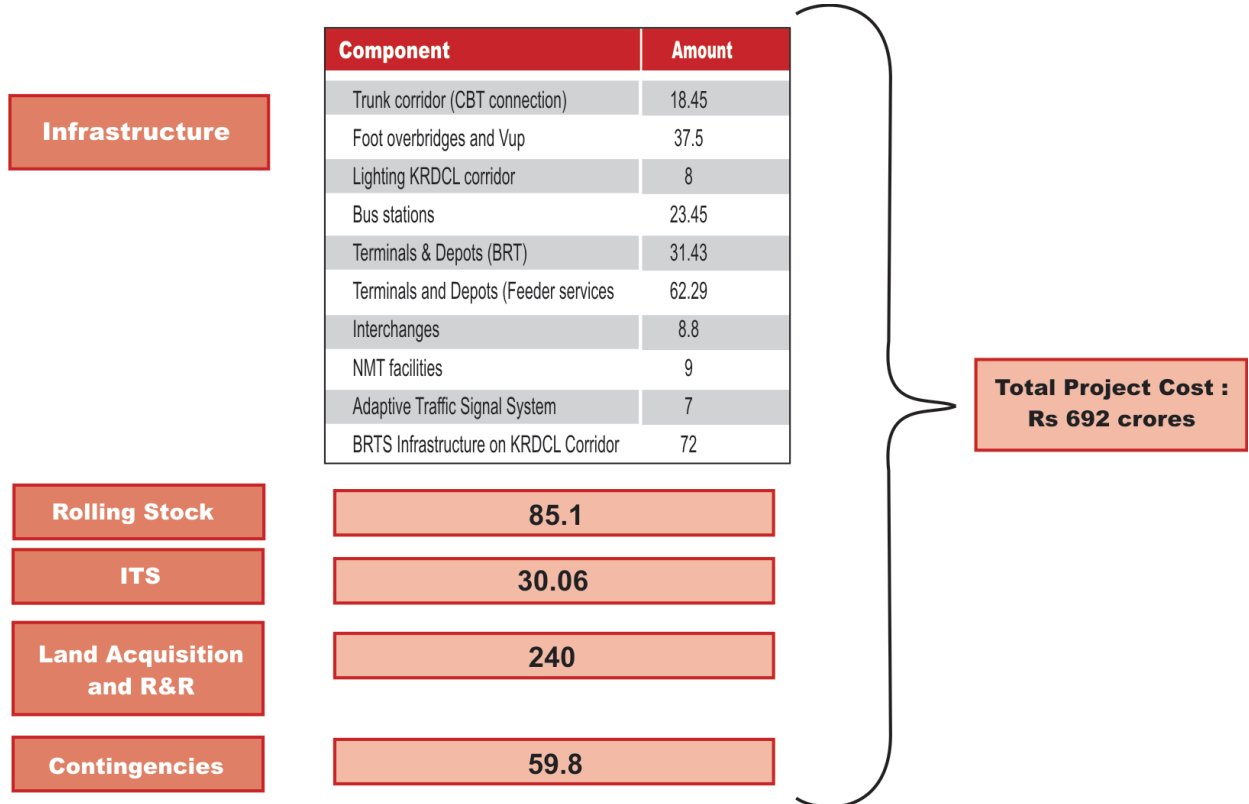 Component Amount
Infrastructure
Trunk corridor (CBT connection) 18.45
Foot overbridges and Vup 37.5
Lighting KRDCL corridor 8
Bus stations 23.45
Terminals & Depots (BRT) 31.43
Terminals and Depots (Feeder services 62.29
Interchanges 8.8
NMT facilities 9
Adaptive Traffic Signal System 7
BRTS Infrastructure on KRDCL Corridor 72
Rolling Stock 85.1
ITS 30.06
Land Acquisition
and R&R
240
Contingencies 59.8
Total Project Cost :
Rs 692 crores